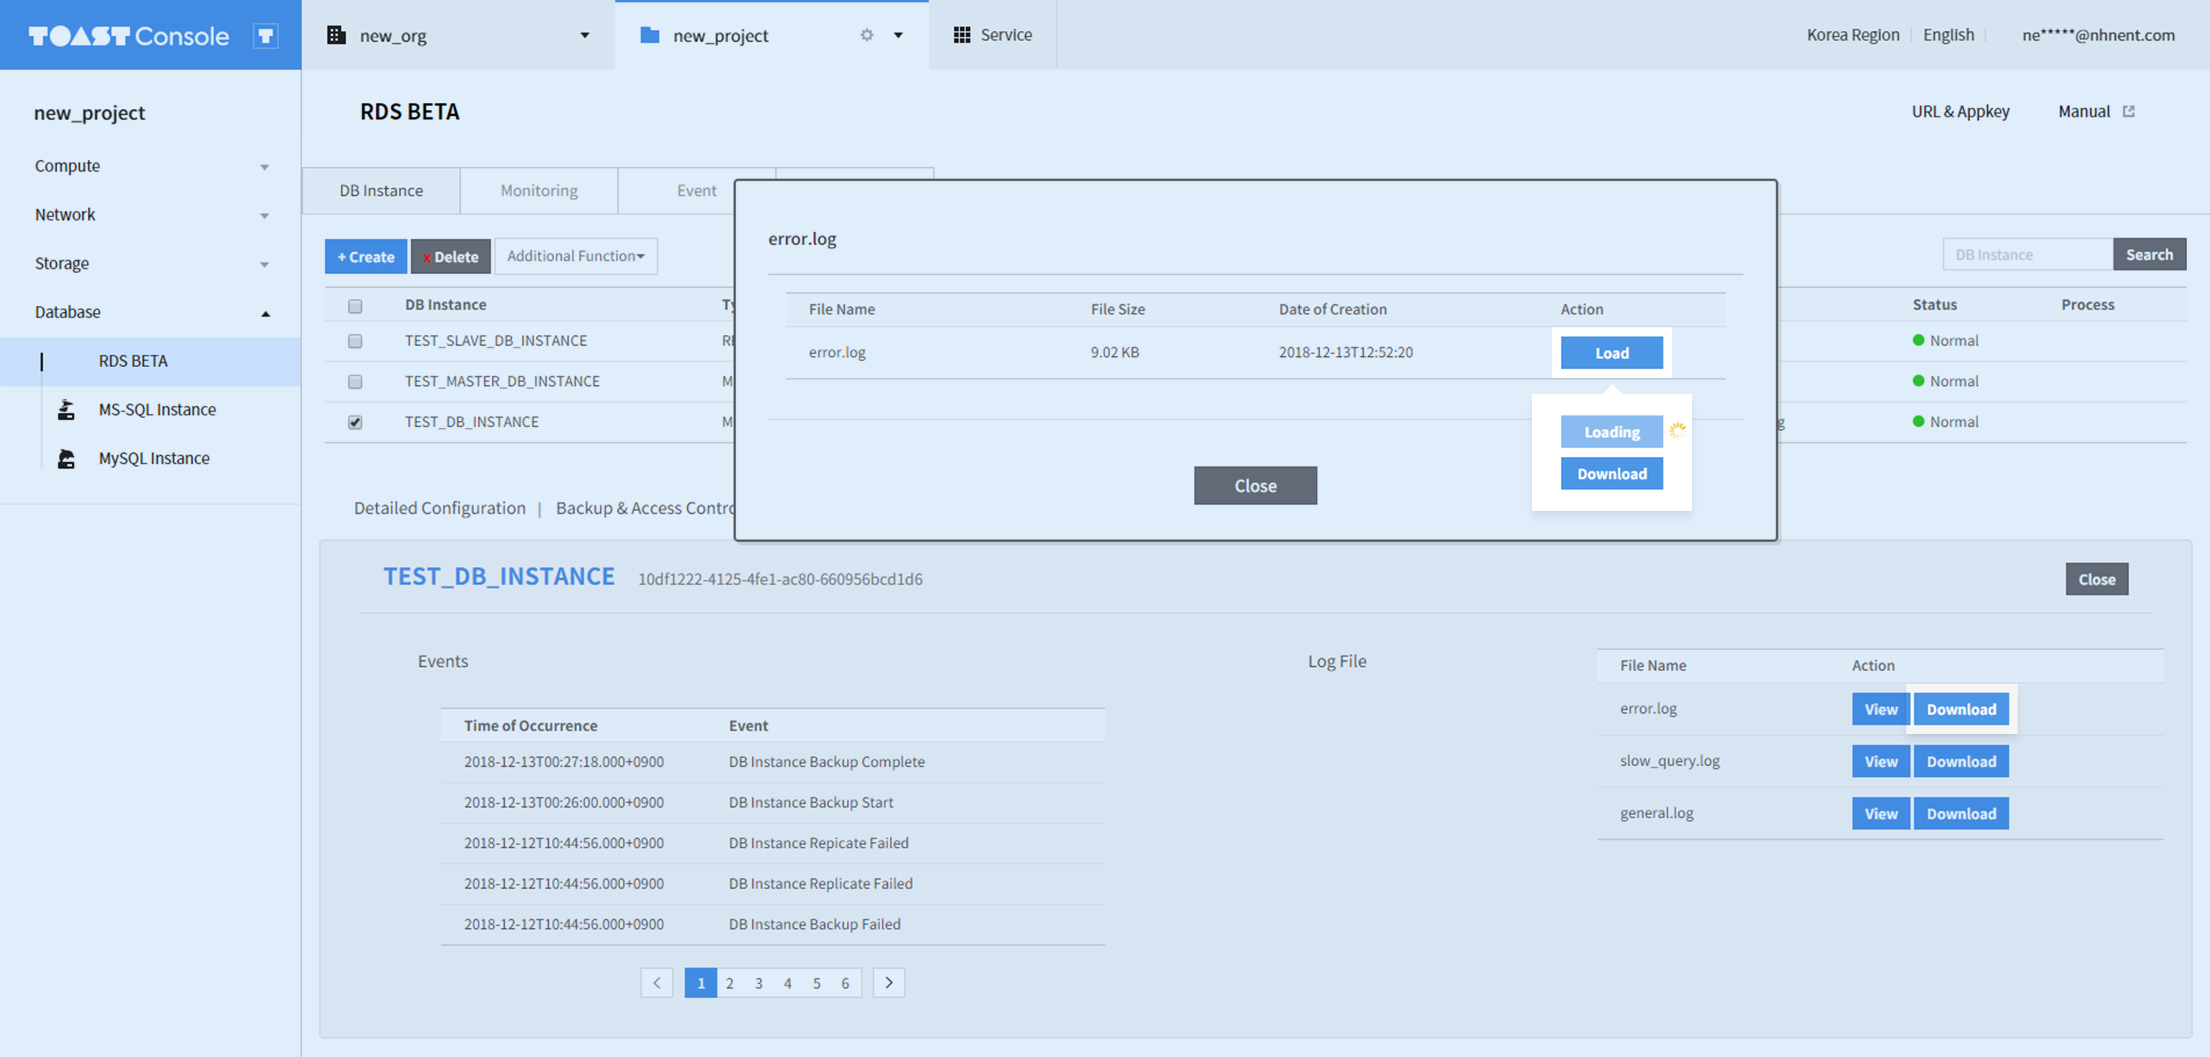 TOAST Console T
new_org
new_project
Service
Korea Region
English
ne*****@nhnent.com
new_project
Compute
Network
Storage
Database
RDS BETA
MS-SQL Instance
MySQL Instance
RDS BETA
URL & Appkey
Manual
DB Instance
Monitoring
Event
+ Create
x Delete
Additional Function
DB Instance
Search
DB Instance
Status
Process
TEST_SLAVE_DB_INSTANCE
Normal
TEST_MASTER_DB_INSTANCE
M
Normal
TEST_DB_INSTANCE
M
g
Normal
error.log
File Name
File Size
Date of Creation
Action
error.log
9.02 KB
2018-12-13T12:52:20
Load
Loading
Download
Close
Detailed Configuration | Backup & Access Contro
TEST_DB_INSTANCE
10df1222-4125-4fe1-ac80-660956bcd1d6
Close
Events
Time of Occurrence
Event
2018-12-13T00:27:18.000+0900
DB Instance Backup Complete
2018-12-13T00:26:00.000+0900
DB Instance Backup Start
2018-12-12T10:44:56.000+0900
DB Instance Repicate Failed
2018-12-12T10:44:56.000+0900
DB Instance Replicate Failed
2018-12-12T10:44:56.000+0900
DB Instance Backup Failed
< 1 2 3 4 5 6 >
Log File
File Name
Action
error.log
View
Download
slow_query.log
View
Download
general.log
View
Download